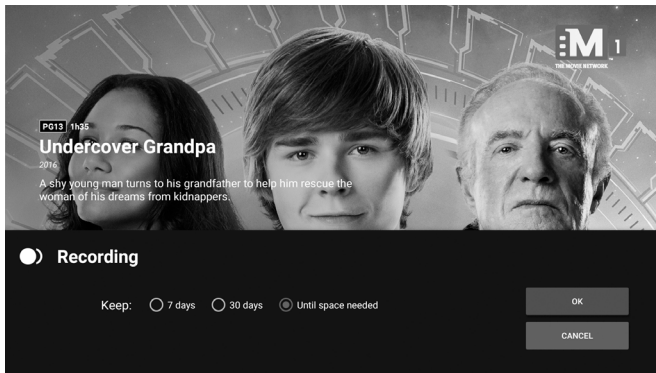 M 1
THE MOVIE NETWORK
PG13 1h35
Undercover Grandpa
2016
A shy young man turns to his grandfather to help him rescue the
woman of his dreams from kidnappers.
Recording
Keep: 7 days 30 days Until space needed
OK
CANCEL